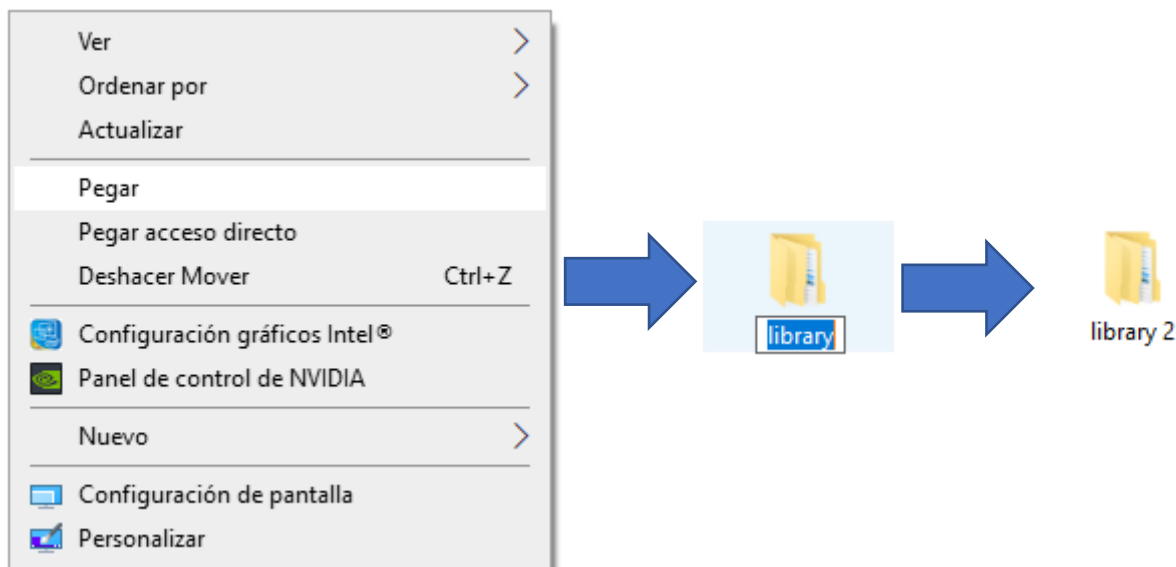 Ver
Ordenar por
Actualizar
Pegar
Pegar acceso directo
Deshacer Mover Ctrl+Z
Configuración gráficos Intel®
Panel de control de NVIDIA
Nuevo
Configuración de pantalla
Personalizar
library
library 2